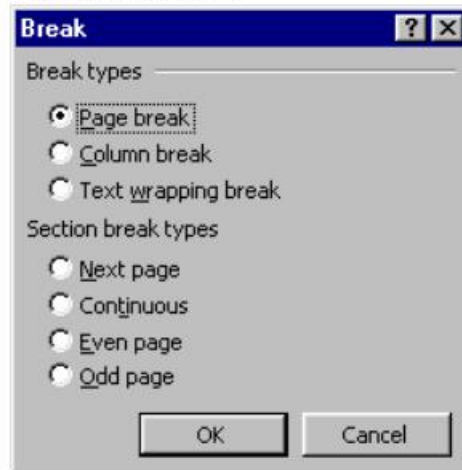 Break
Break types
Page break
Column break
Text wrapping break
Section break types
Next page
Continuous
Even page
Odd page
OK Cancel